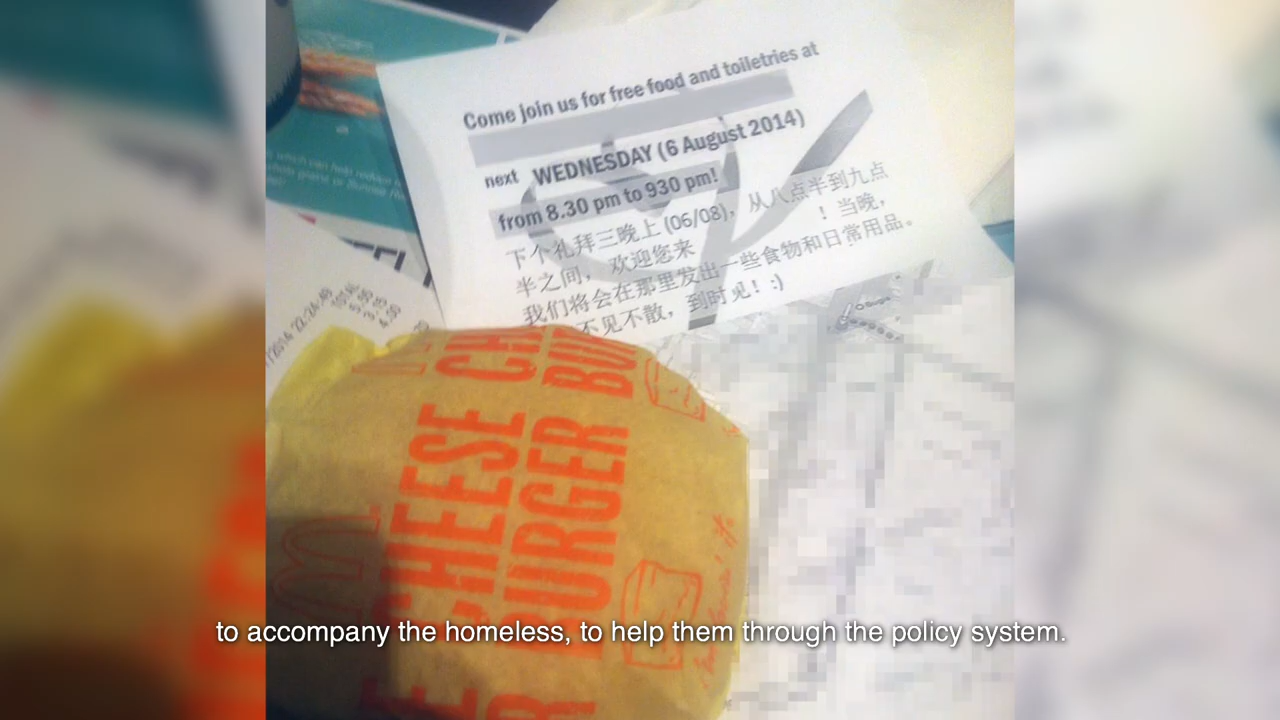 Come join us for free food and toiletries at
next WEDNESDAY (6 August 2014)
from 8.30 pm to 930 pm!
下个礼拜三晚上 (06/08)，从八点半到九点
半之间， 欢迎您来 ！当晚，
我们将会在那里发出一些食物和日常用品。
不见不散，到时见！:)
CHEESE
BURGER
to accompany the homeless, to help them through the policy system.